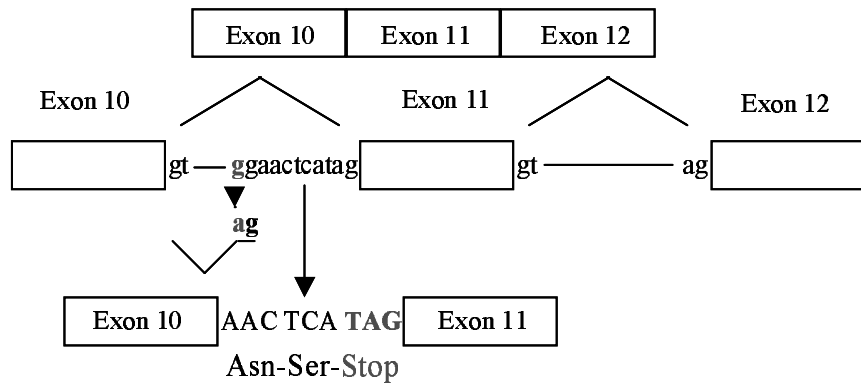 Exon 10 Exon 11 Exon 12
Exon 10 Exon 11 Exon 12
gt ggaactcatag gt ag
ag
Exon 10 AAC TCA TAG Exon 11
Asn-Ser-Stop